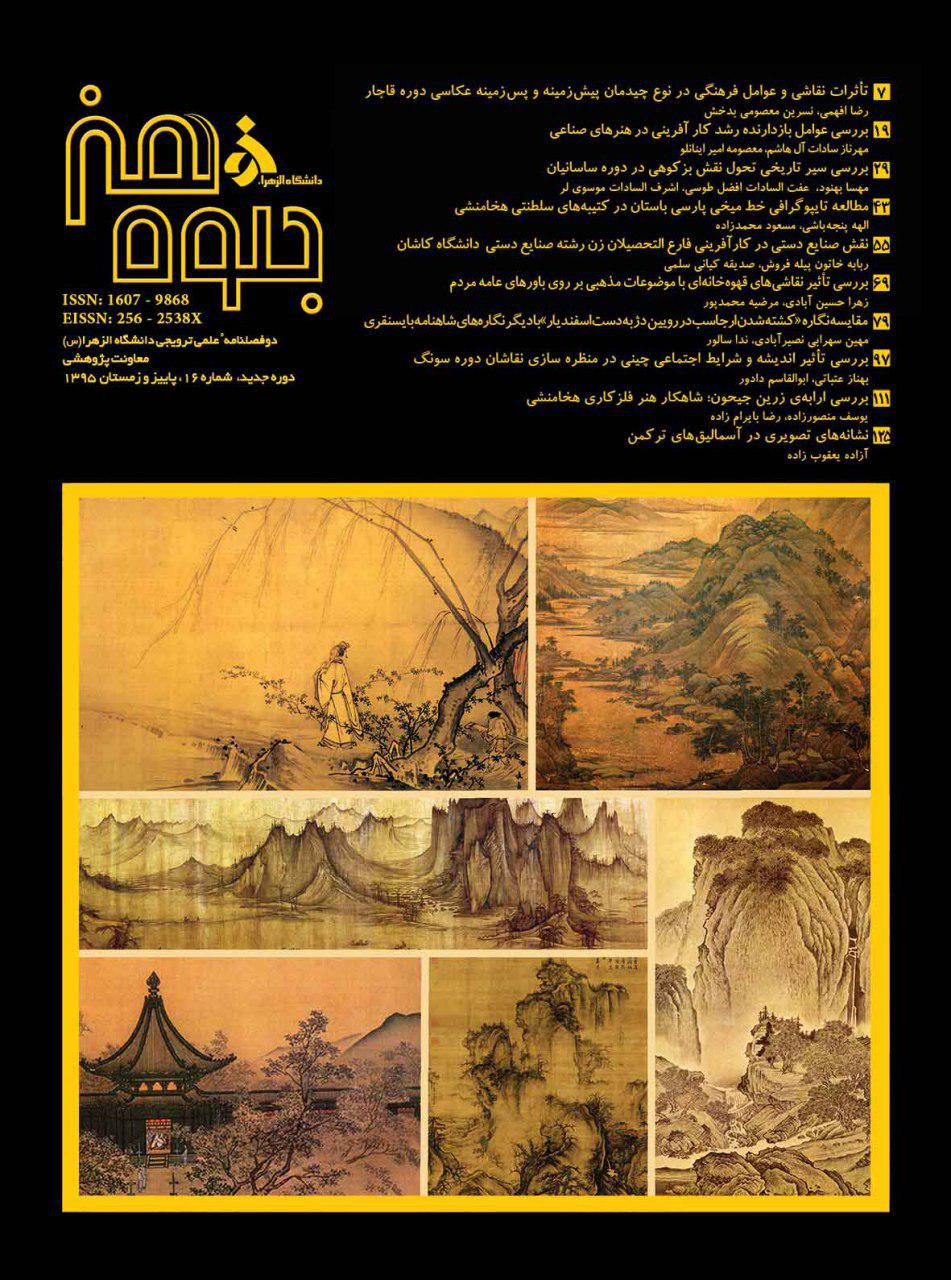 دانشگاه الزهرا
جلوه هنر
ISSN: 1607 - 9868
EISSN: 256 - 2538X
دوفصلنامه علمی ترویجی دانشگاه الزهرا(س)
معاونت پژوهشی
دوره جدید، شماره ۱۶، پاییز و زمستان ۱۳۹۵
۷ تأثرات نقاشی و عوامل فرهنگی در نوع چیدمان پیش‌زمینه و پس‌زمینه عکاسی دوره قاجار
رضا افهمی، نسرین معصومی بدخش
۱۹ بررسی عوامل بازدارنده رشد کار آفرینی در هنرهای صناعی
مهرناز سادات آل هاشم، معصومه امیر اینانلو
۲۹ بررسی سیر تاریخی تحول نقش بزکوهی در دوره ساسانیان
مهسا بهنود، عفت السادات افضل طوسی، اشرف السادات موسوی لر
۴۳ مطالعه تایپوگرافی خط میخی پارسی باستان در کتیبه‌های سلطنتی هخامنشی
الهه پنجه‌باشی، مسعود محمدزاده
۵۵ نقش صنایع دستی در کارآفرینی فارغ التحصیلان زن رشته صنایع دستی دانشگاه کاشان
ربابه خاتون پیله فروش، صدیقه کیانی سلمی
۶۹ بررسی تأثیر نقاشی‌های قهوه‌خانه‌ای با موضوعات مذهبی بر روی باورهای عامه مردم
زهرا حسین آبادی، مرضیه محمدپور
۷۹ مقایسه نگاره «کشته شدن ارجاسب در رویین دژ به دست اسفندیار» با دیگر نگاره‌های شاهنامه بایسنقری
مهین سهرابی نصیرآبادی، ندا سالور
۹۷ بررسی تأثیر اندیشه و شرایط اجتماعی چینی در منظره سازی نقاشان دوره سونگ
بهناز عتباتی، ابوالقاسم دادور
۱۱۱ بررسی ارابه‌ی زرین جیحون: شاهکار هنر فلزکاری هخامنشی
یوسف منصورزاده، رضا بایرام زاده
۱۲۵ نشانه‌های تصویری در آسمالیق‌های ترکمن
آزاده یعقوب زاده